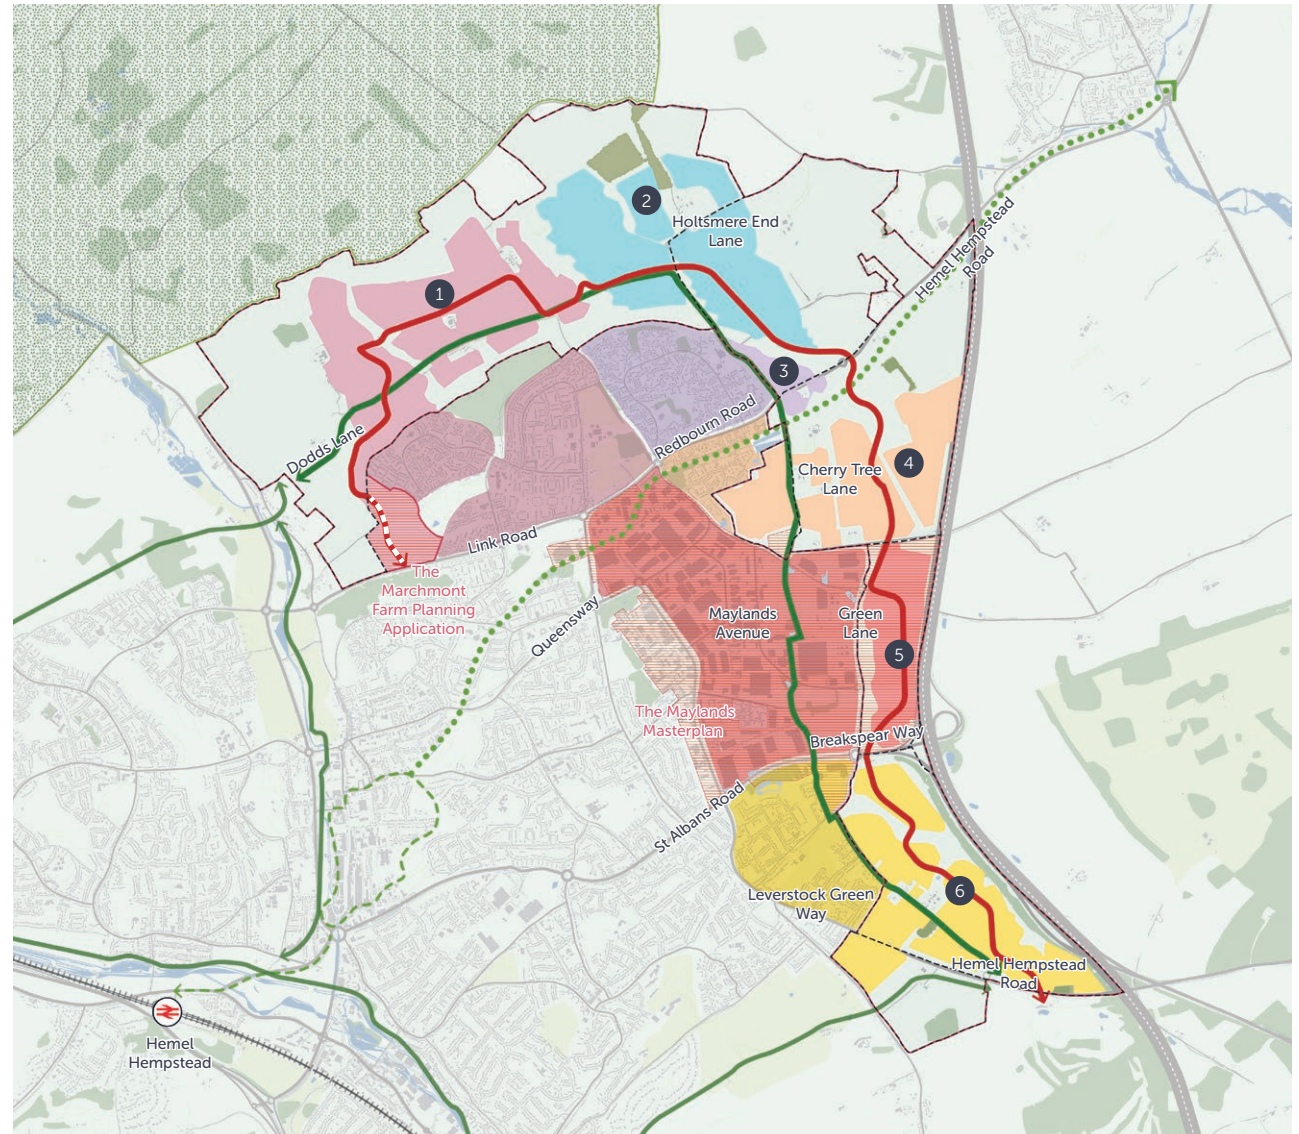 2
Holtsmere End
Lane
Hemel Hempstead
Road
1
3
Redbourn Road
Dodds Lane
Cherry Tree
Lane
4
Link Road
The
Marchmont
Farm Planning
Application
Queensway
Maylands
Avenue
Green
Lane
5
The Maylands
Masterplan
Breakspear Way
St Albans Road
Leverstock Green
Way
6
Hemel Hempstead
Road
Hemel
Hempstead